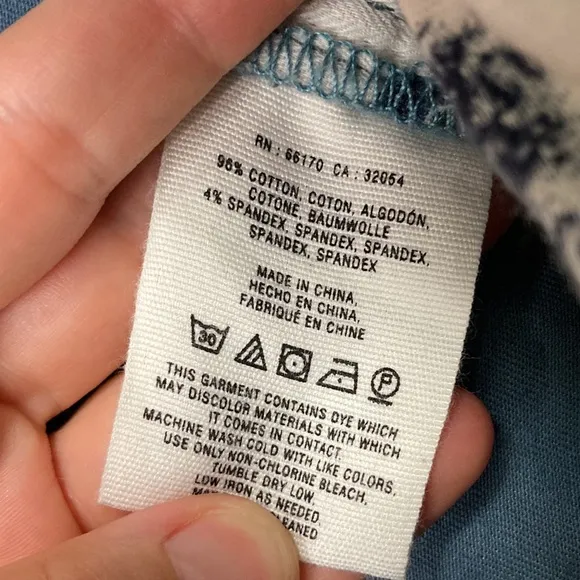 RN : 66170 CA : 32054
96% COTTON, COTON, ALGODÓN,
COTONE, BAUMWOLLE
4% SPANDEX, SPANDEX, SPANDEX,
SPANDEX, SPANDEX
MADE IN CHINA,
HECHO EN CHINA,
FABRIQUÉ EN CHINE
30 P
THIS GARMENT CONTAINS DYE WHICH
MAY DISCOLOR MATERIALS WITH WHICH
IT COMES IN CONTACT.
MACHINE WASH COLD WITH LIKE COLORS,
USE ONLY NON-CHLORINE BLEACH,
TUMBLE DRY LOW,
LOW IRON AS NEEDED,